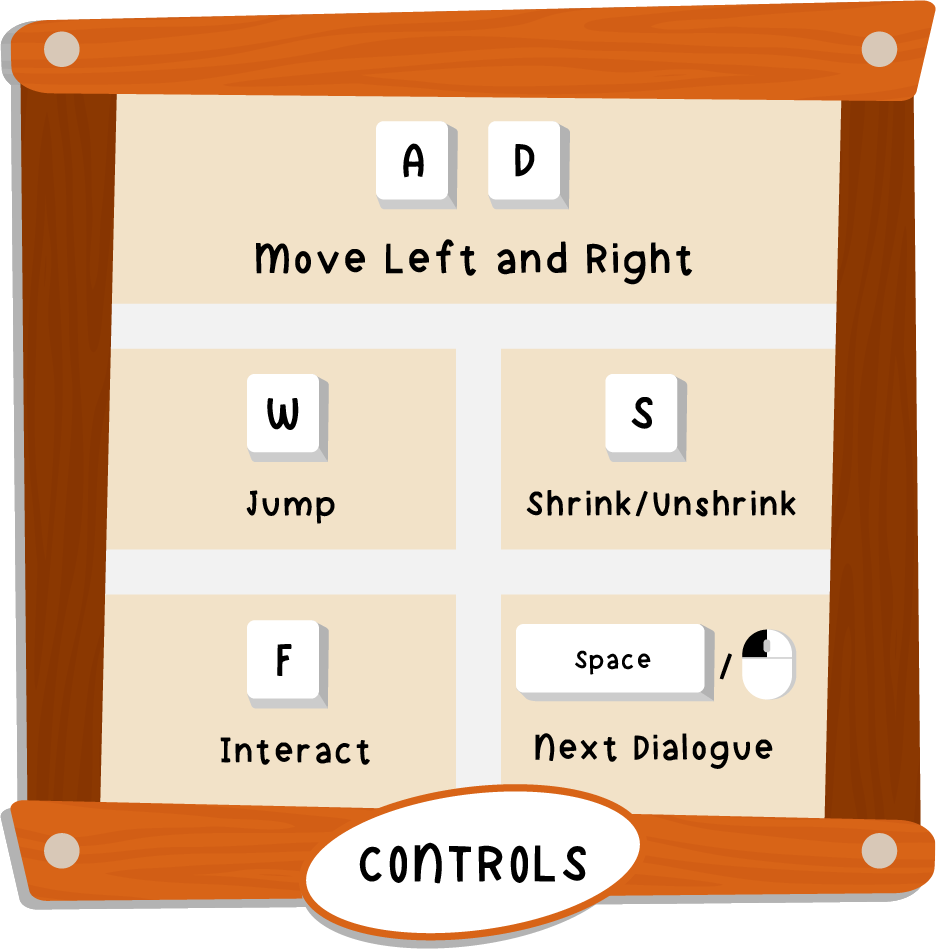 A D
Move Left and Right
W
Jump
S
Shrink/Unshrink
F
Interact
Space /
Next Dialogue
CONTROLS